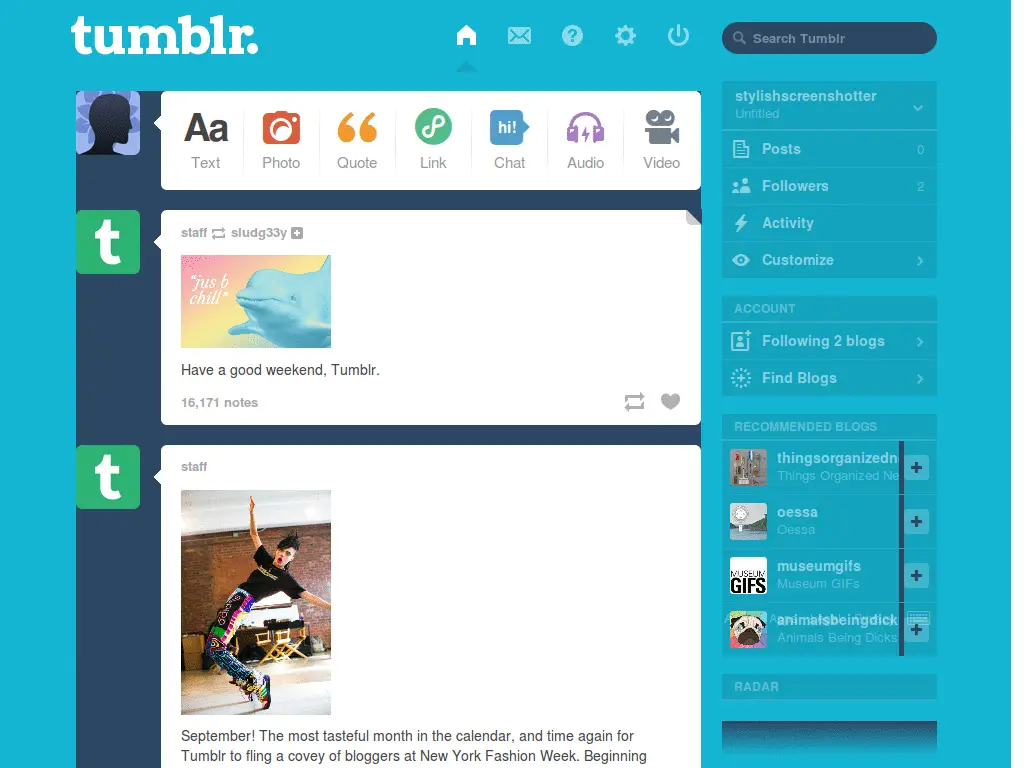 tumblr.
Search Tumblr
Aa
hi!
Text
Photo
Quote
Link
Chat
Audio
Video
t
staff sludg33y
"jus b
chill"
Have a good weekend, Tumblr.
16,171 notes
t
staff
adidas
September! The most tasteful month in the calendar, and time again for
Tumblr to fling a covey of bloggers at New York Fashion Week. Beginning
stylishscreenshotter
Untitled
Posts 0
Followers 2
Activity
Customize
ACCOUNT
Following 2 blogs
Find Blogs
RECOMMENDED BLOGS
thingsorganizedn
Things Organized Ne
oessa
Oessa
museumgifs
Museum GIFs
MUSEUM
GIFS
animalsbeingdick
Animals Being Dicks
RADAR